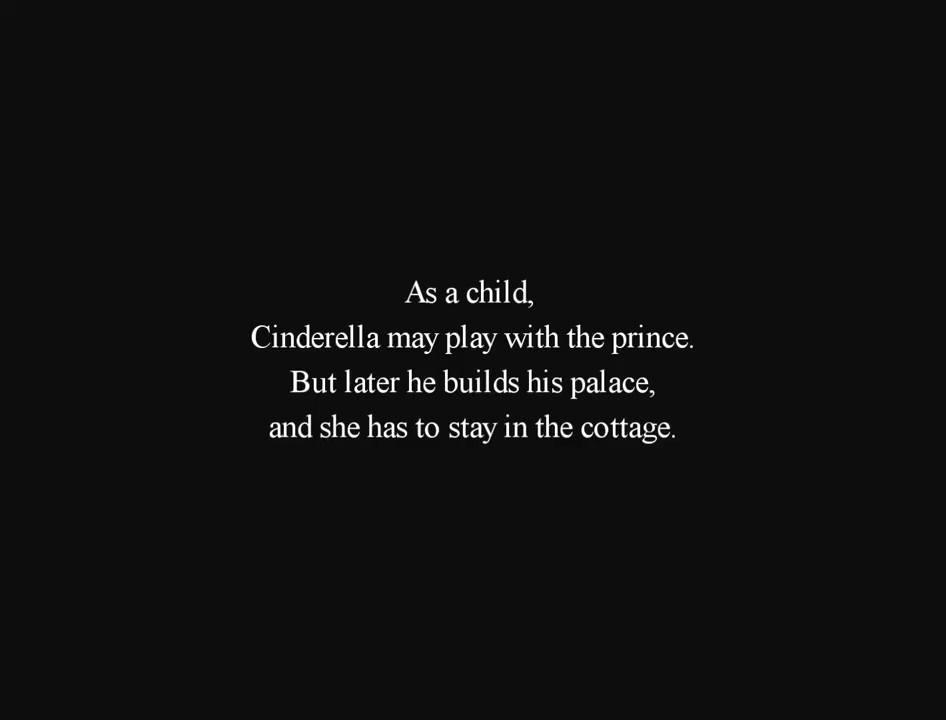 As a child,
Cinderella may play with the prince.
But later he builds his palace,
and she has to stay in the cottage.